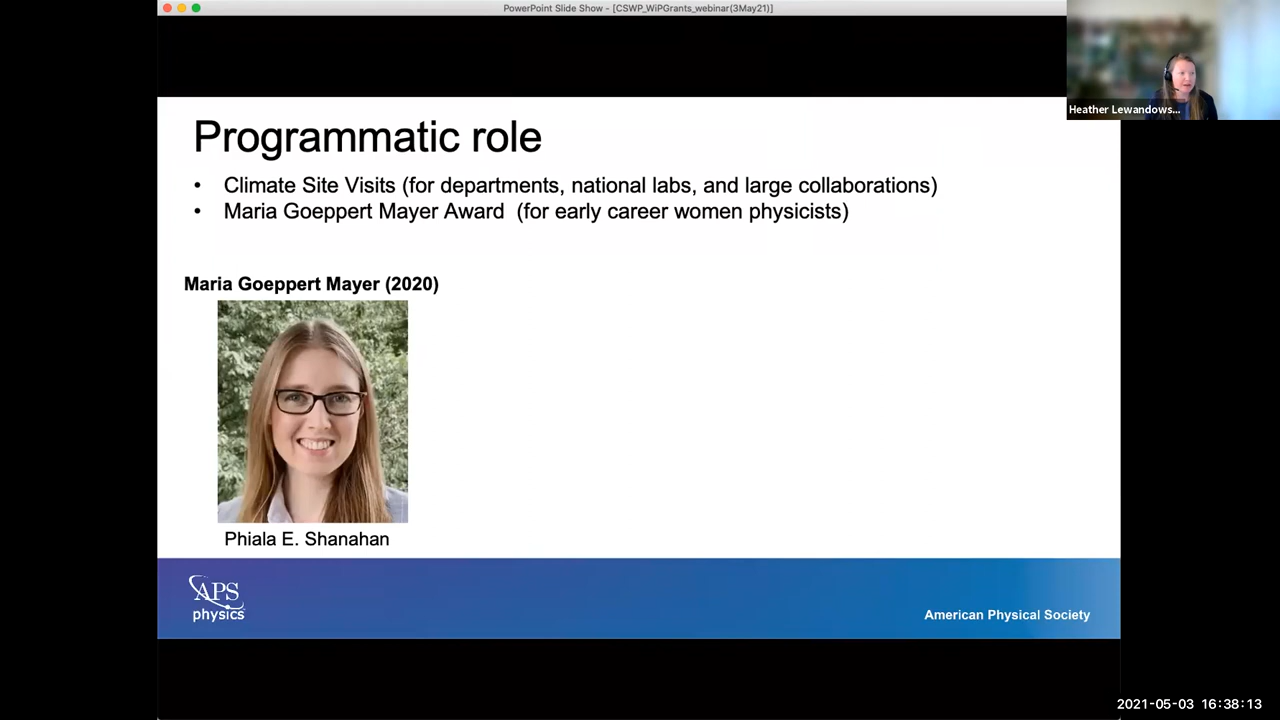 PowerPoint Slide Show - [CSWP_WiPGrants_webinar(3May21)]
Heather Lewandows...
Programmatic role
• Climate Site Visits (for departments, national labs, and large collaborations)
• Maria Goeppert Mayer Award (for early career women physicists)
Maria Goeppert Mayer (2020)
Phiala E. Shanahan
APS
physics
American Physical Society
2021-05-03 16:38:13